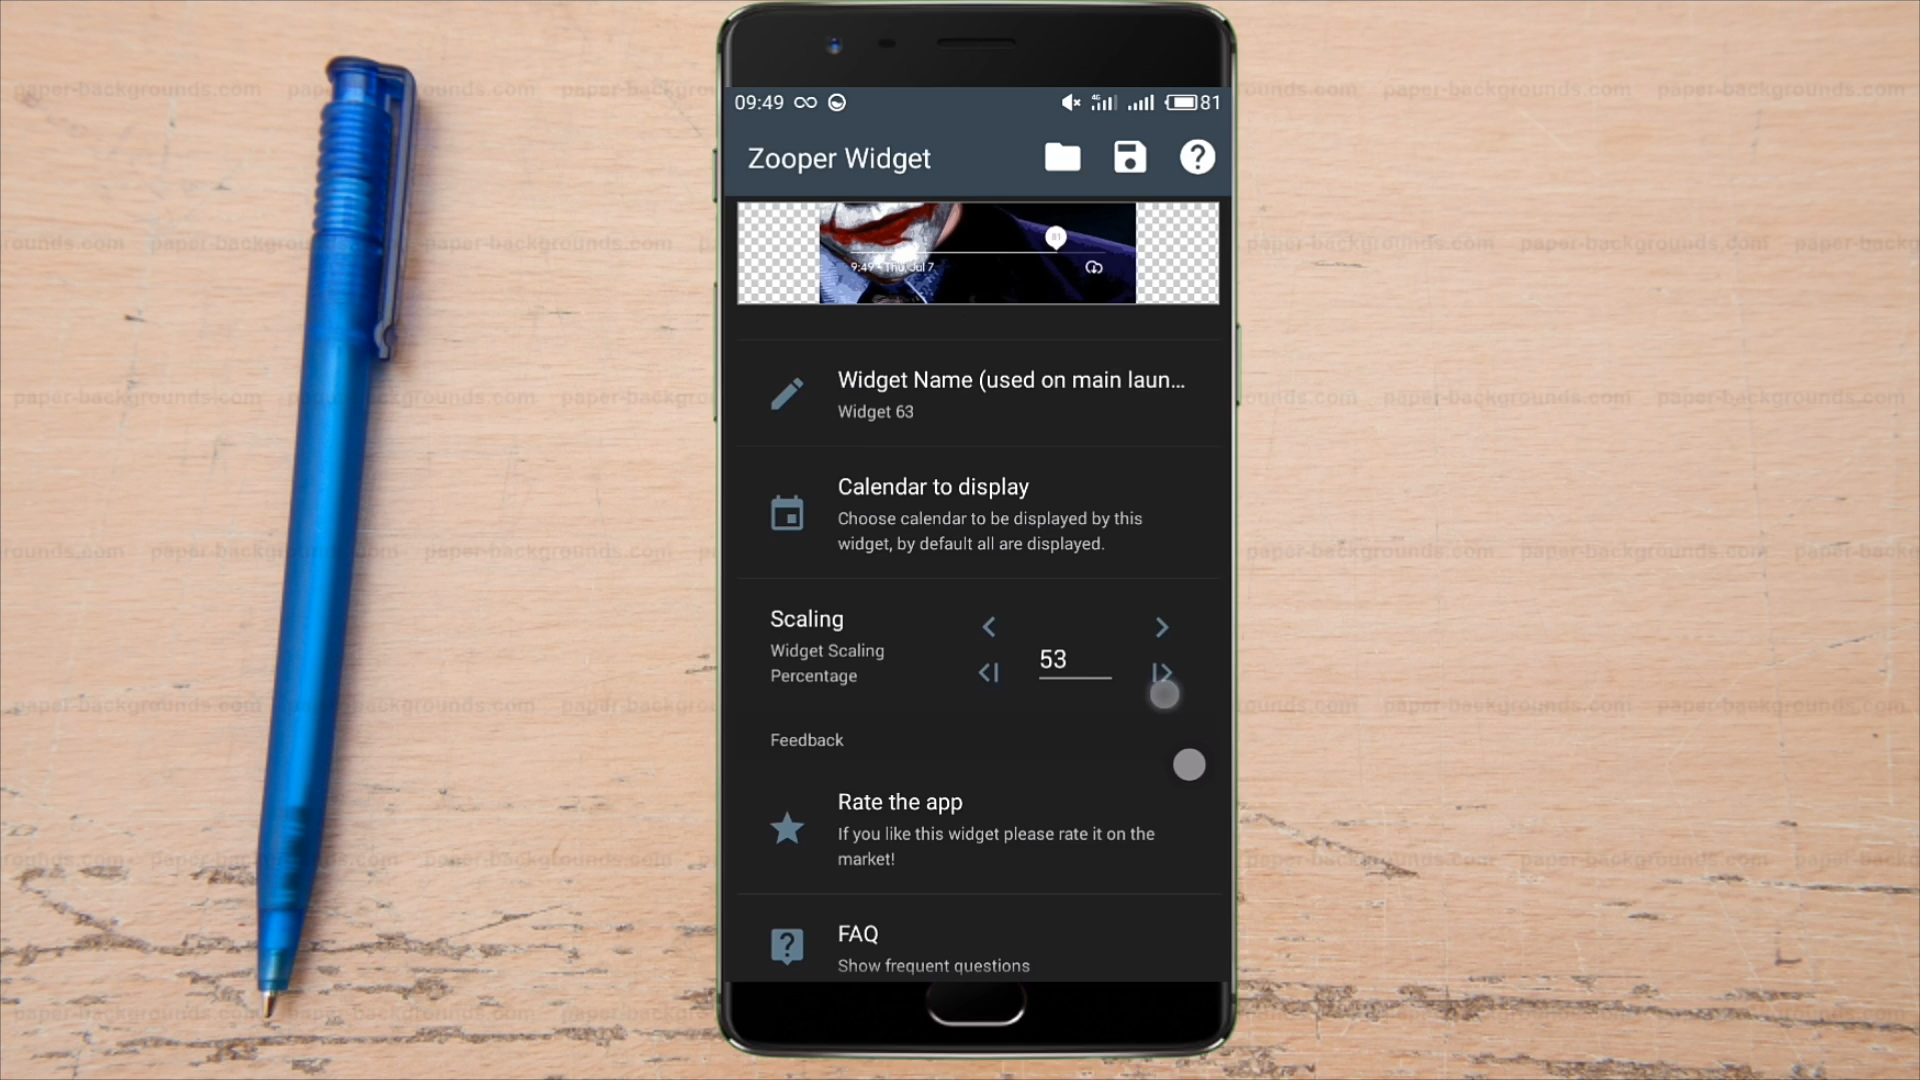 09:49
81
Zooper Widget
81
9:49 - Thu, Jul 7
Widget Name (used on main laun...
Widget 63
Calendar to display
Choose calendar to be displayed by this
widget, by default all are displayed.
Scaling
Widget Scaling
Percentage
53
Feedback
Rate the app
If you like this widget please rate it on the
market!
FAQ
Show frequent questions
paper-backgrounds.com